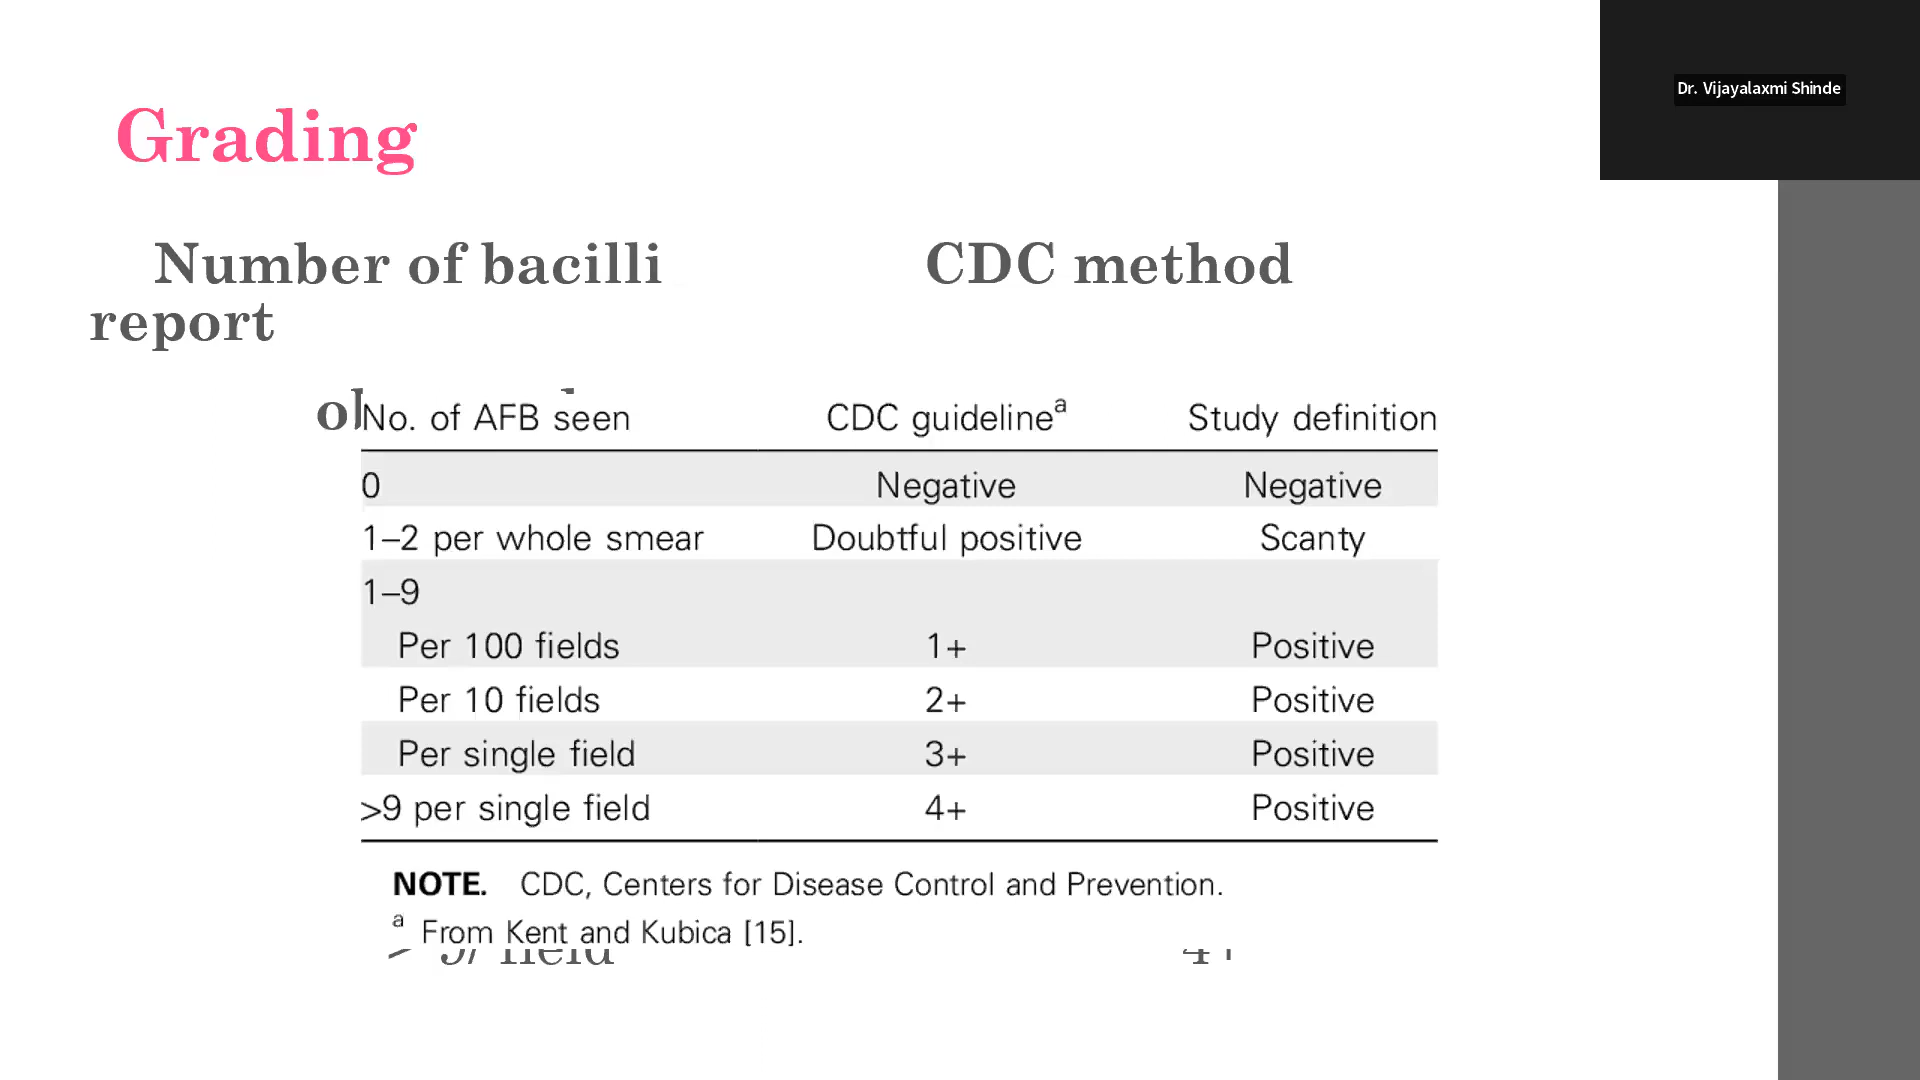 Dr. Vijayalaxmi Shinde
Grading
Number of bacilli CDC method
report
No. of AFB seen CDC guidelineᵃ Study definition
0 Negative Negative
1–2 per whole smear Doubtful positive Scanty
1–9
Per 100 fields 1+ Positive
Per 10 fields 2+ Positive
Per single field 3+ Positive
>9 per single field 4+ Positive
NOTE. CDC, Centers for Disease Control and Prevention.
ᵃ From Kent and Kubica [15].